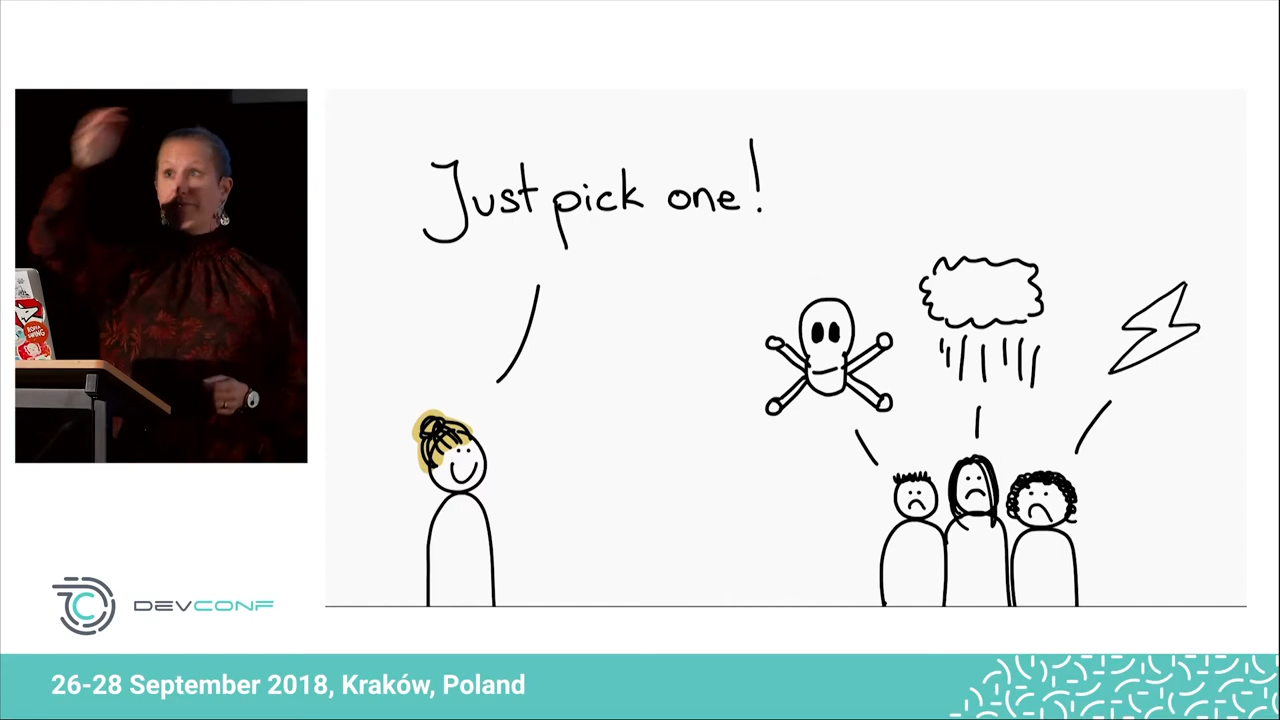 Just pick one!
DEVCONF
26-28 September 2018, Kraków, Poland